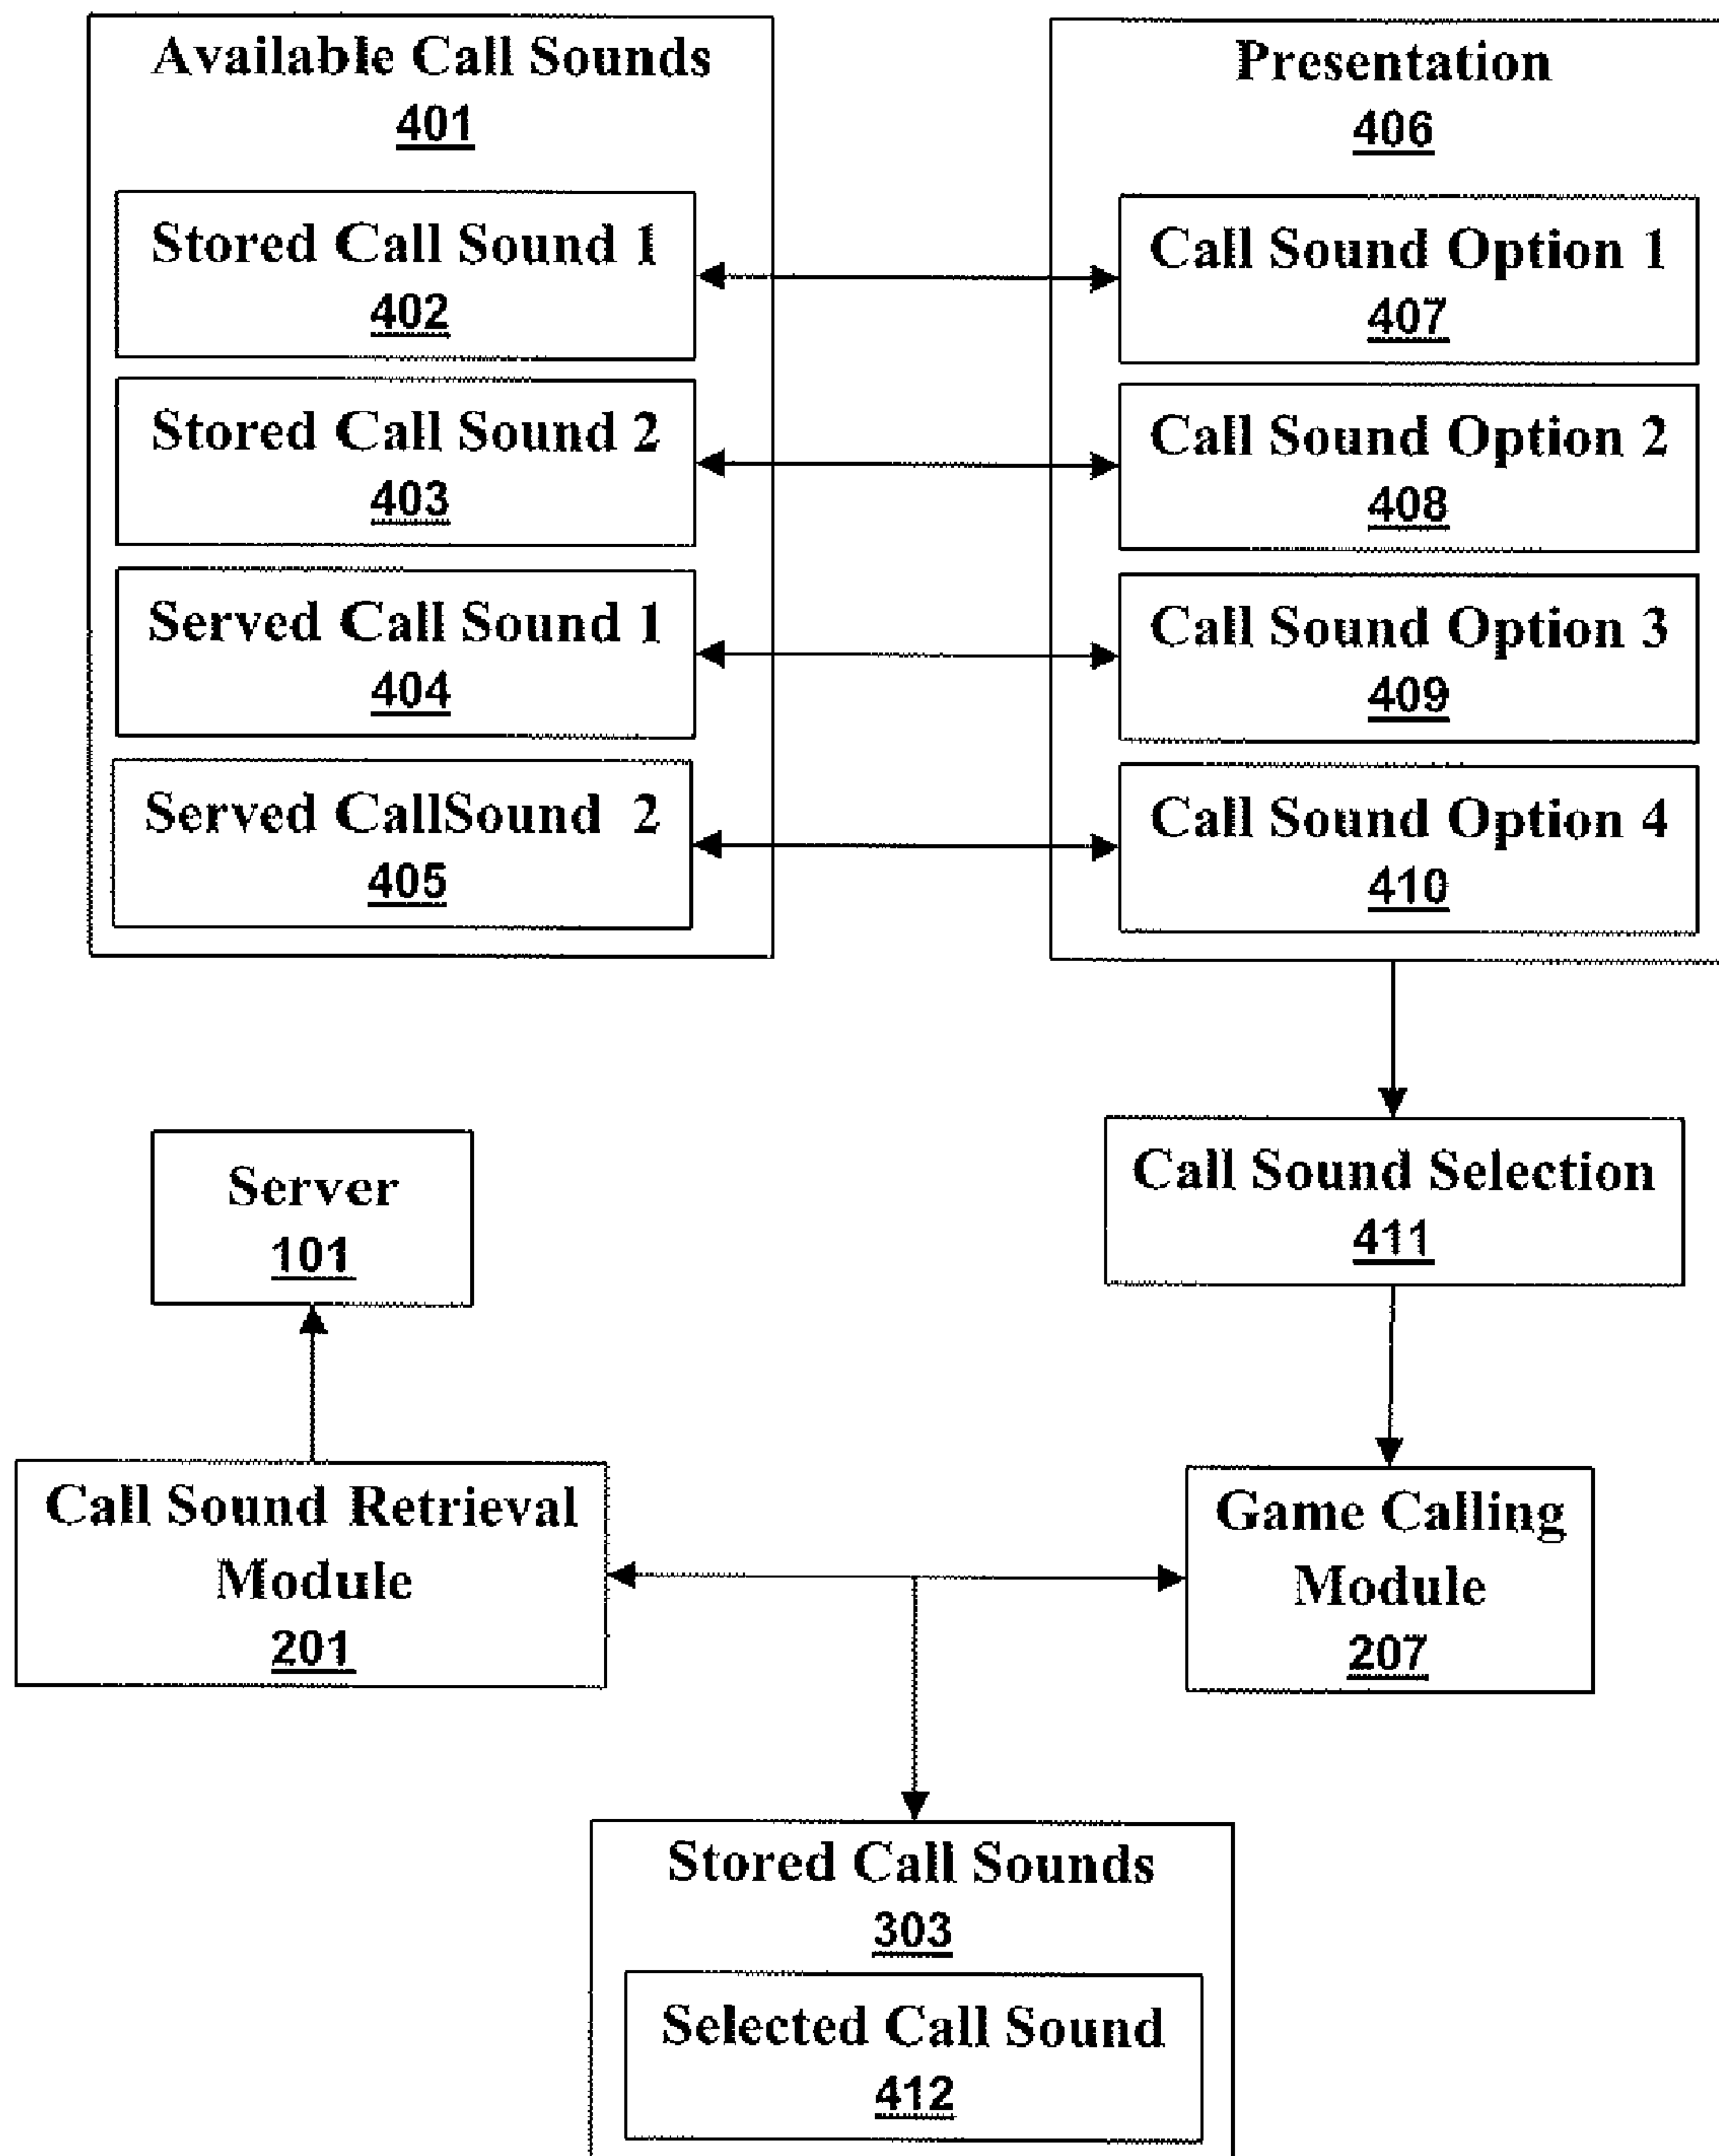 Available Call Sounds
401
Stored Call Sound 1
402
Stored Call Sound 2
403
Served Call Sound 1
404
Served CallSound 2
405
Presentation
406
Call Sound Option 1
407
Call Sound Option 2
408
Call Sound Option 3
409
Call Sound Option 4
410
Call Sound Selection
411
Server
101
Call Sound Retrieval
Module
201
Game Calling
Module
207
Stored Call Sounds
303
Selected Call Sound
412